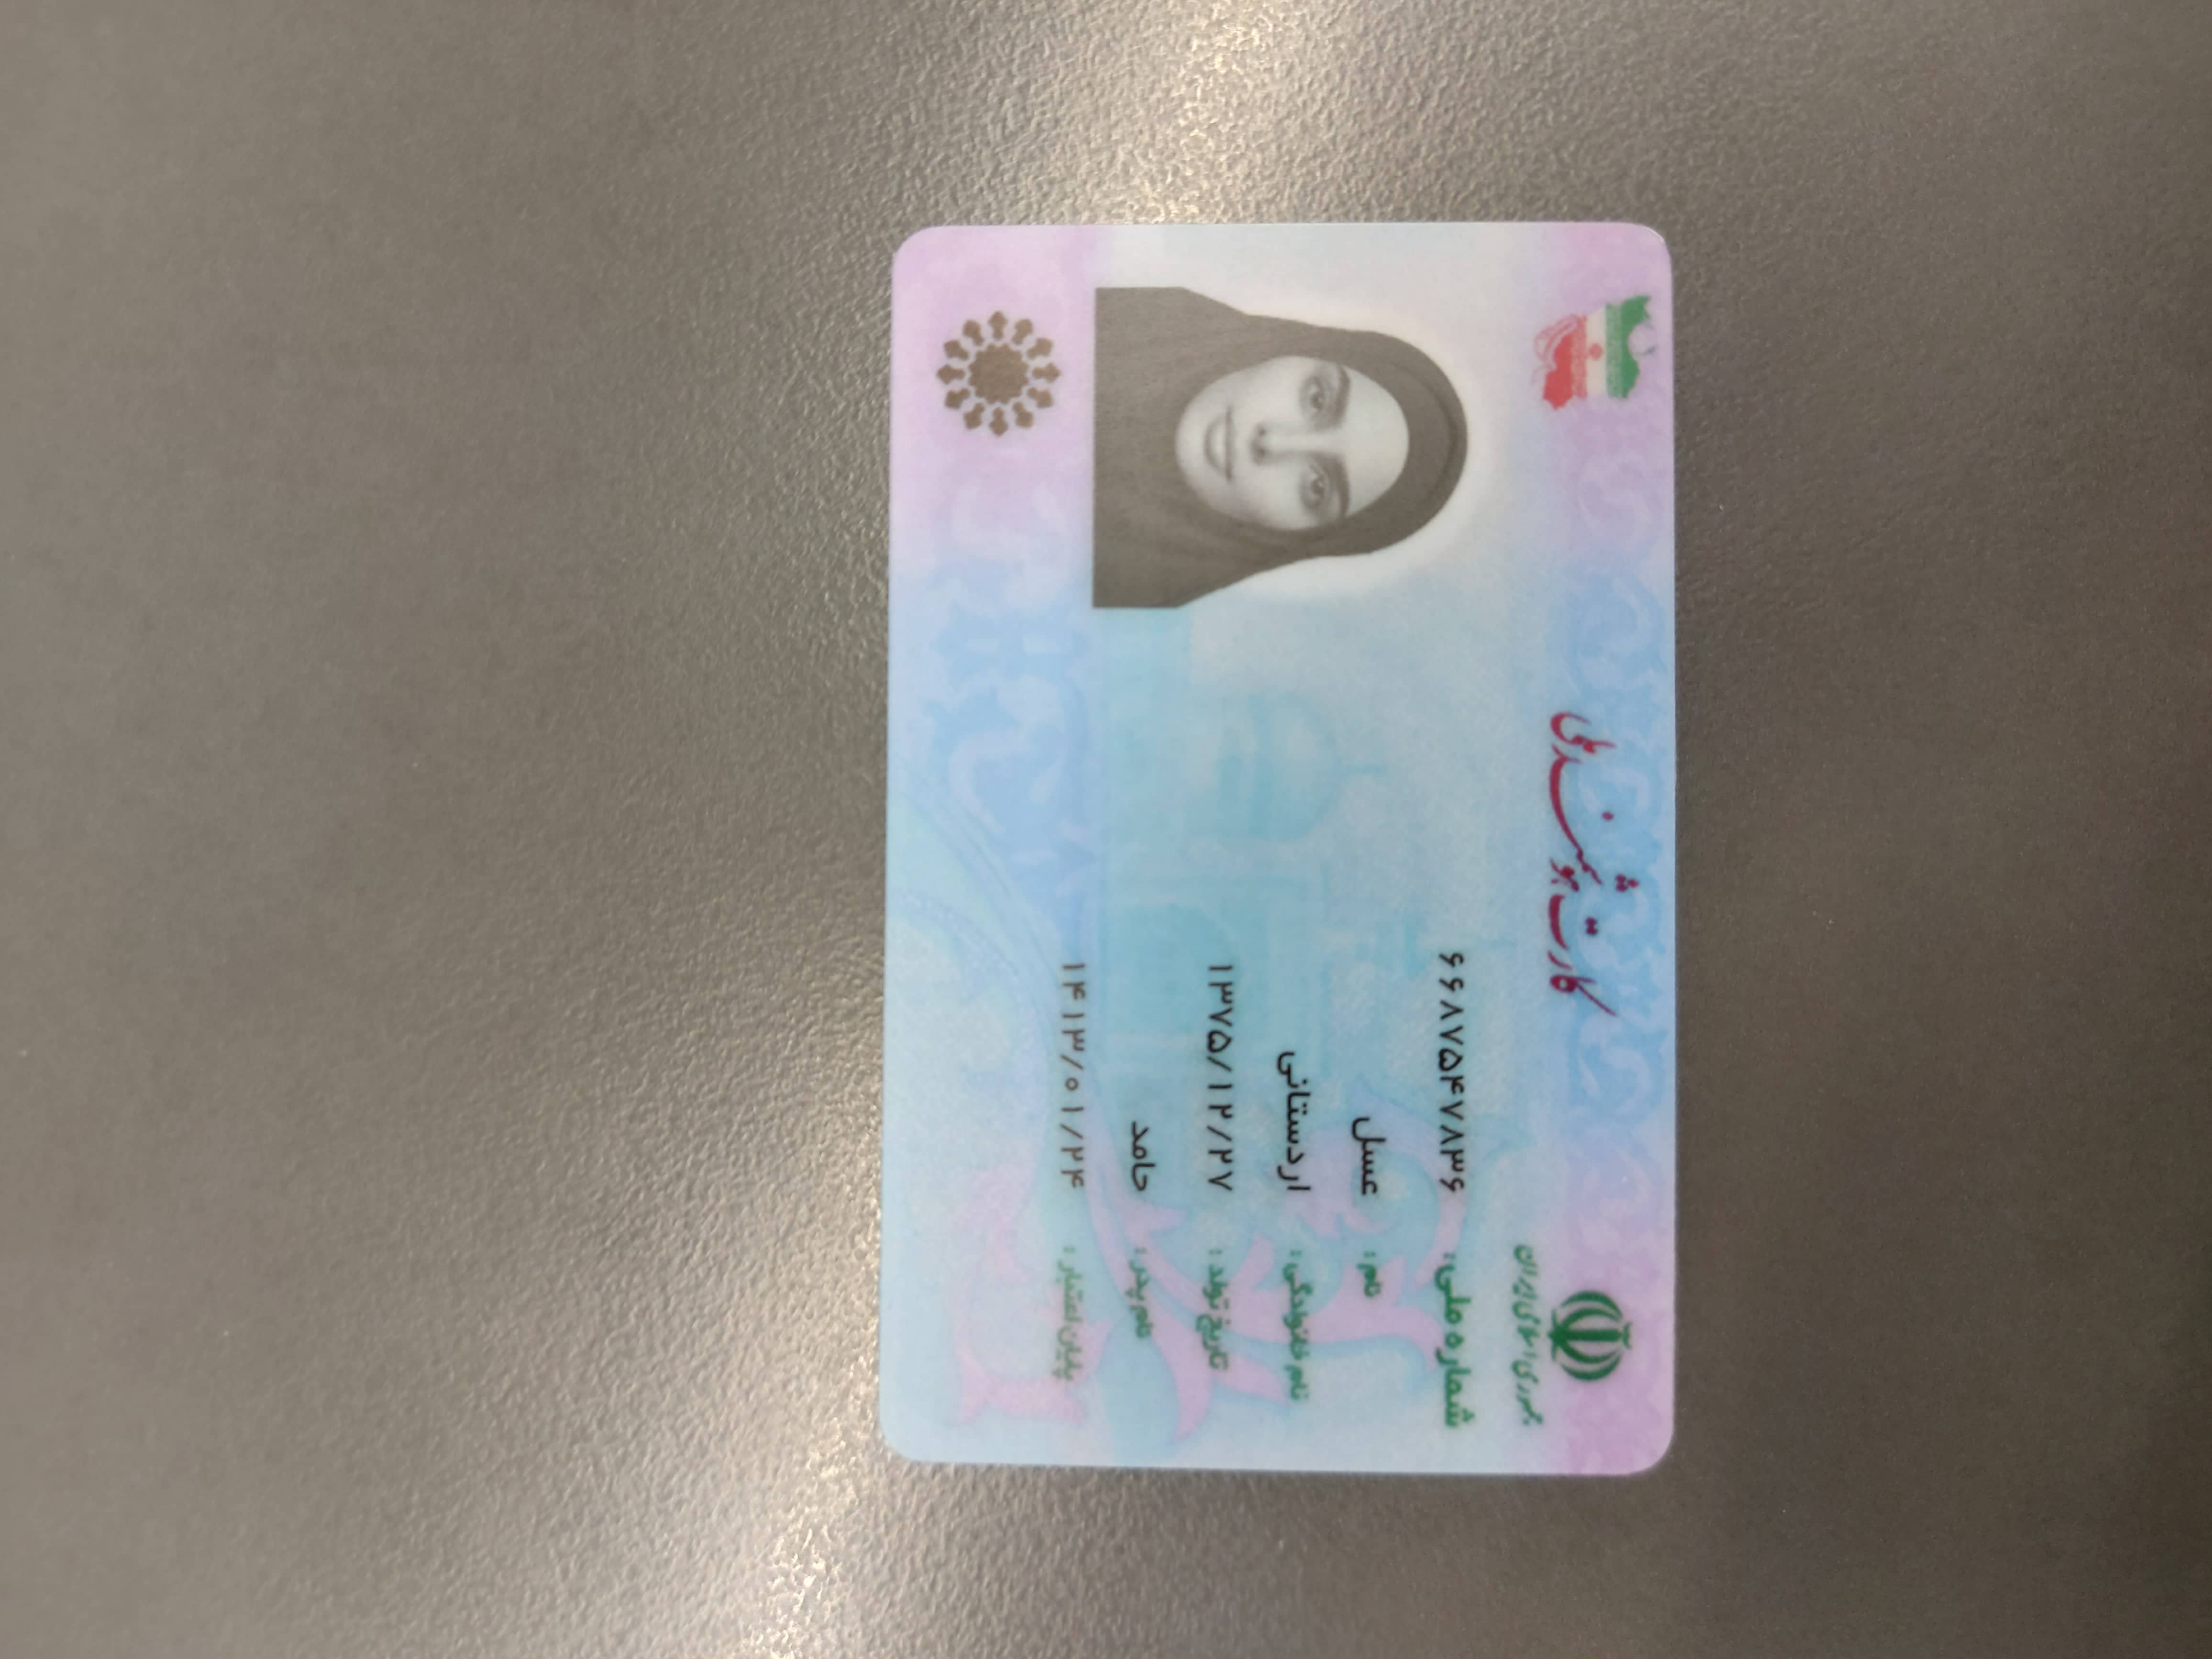 جمهوری اسلامی ایران
کارت هوشمند ملی
شماره ملی: ۶۶۸۷۵۴۷۸۳۶
نام: عسل
نام خانوادگی: اردستانی
تاریخ تولد: ۱۳۷۵/۱۲/۲۷
نام پدر: حامد
پایان اعتبار: ۱۴۱۳/۰۱/۲۴